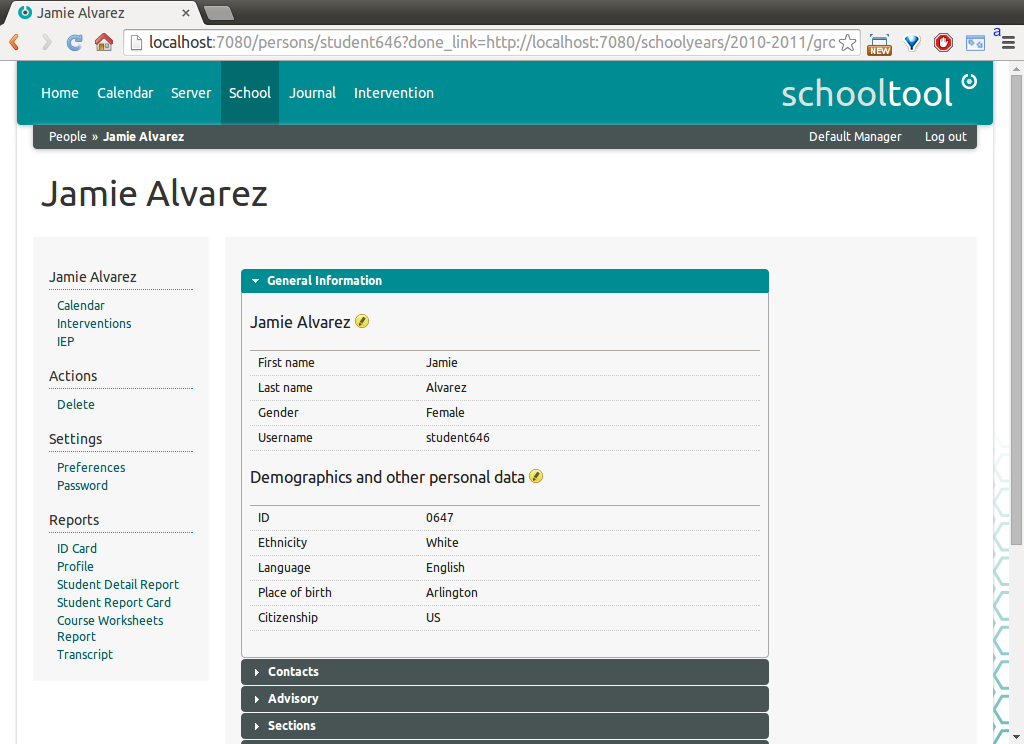 Jamie Alvarez
localhost:7080/persons/student646?done_link=http://localhost:7080/schoolyears/2010-2011/gro
NEW
a
Home Calendar Server School Journal Intervention
schooltool
People » Jamie Alvarez
Default Manager Log out
Jamie Alvarez
Jamie Alvarez
Calendar
Interventions
IEP
Actions
Delete
Settings
Preferences
Password
Reports
ID Card
Profile
Student Detail Report
Student Report Card
Course Worksheets
Report
Transcript
General Information
Jamie Alvarez
First name Jamie
Last name Alvarez
Gender Female
Username student646
Demographics and other personal data
ID 0647
Ethnicity White
Language English
Place of birth Arlington
Citizenship US
Contacts
Advisory
Sections